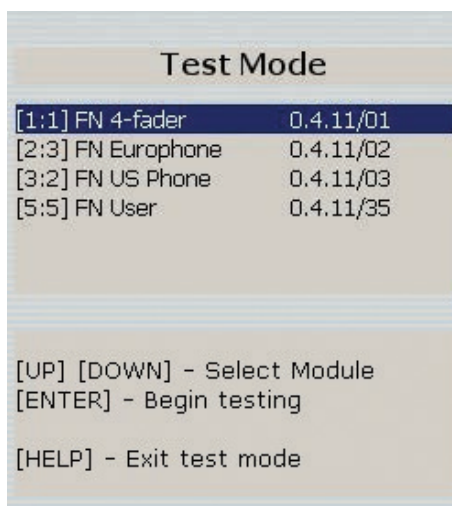 Test Mode
[1:1] FN 4-fader 0.4.11/01
[2:3] FN Europhone 0.4.11/02
[3:2] FN US Phone 0.4.11/03
[5:5] FN User 0.4.11/35
[UP] [DOWN] - Select Module
[ENTER] - Begin testing
[HELP] - Exit test mode